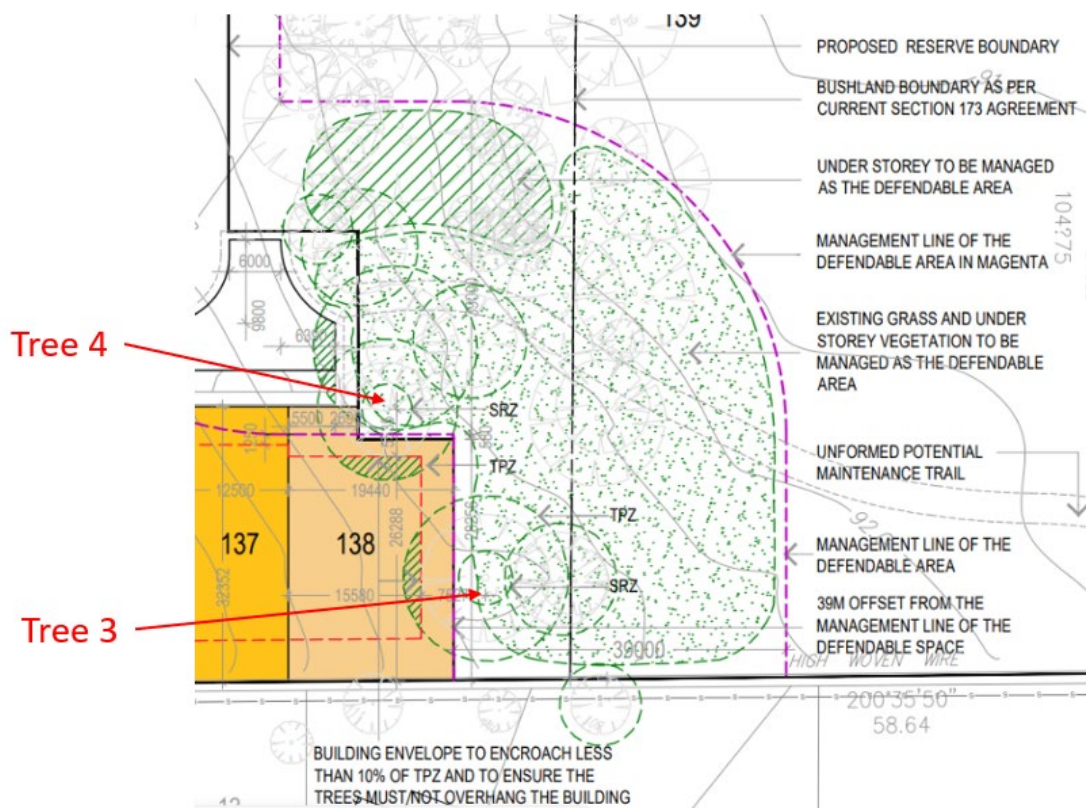 139
PROPOSED RESERVE BOUNDARY
BUSHLAND BOUNDARY AS PER
CURRENT SECTION 173 AGREEMENT
UNDER STOREY TO BE MANAGED
AS THE DEFENDABLE AREA
104²75
MANAGEMENT LINE OF THE
DEFENDABLE AREA IN MAGENTA
6000
9800
EXISTING GRASS AND UNDER
STOREY VEGETATION TO BE
MANAGED AS THE DEFENDABLE
AREA
Tree 4
SRZ
5500
TPZ
UNFORMED POTENTIAL
MAINTENANCE TRAIL
12500
19440
26288
TPZ
137
138
MANAGEMENT LINE OF THE
DEFENDABLE AREA
32352
15580
SRZ
Tree 3
39M OFFSET FROM THE
MANAGEMENT LINE OF THE
DEFENDABLE SPACE
39000
HIGH WOVEN WIRE
200°35'50"
58.64
BUILDING ENVELOPE TO ENCROACH LESS
THAN 10% OF TPZ AND TO ENSURE THE
TREES MUST NOT OVERHANG THE BUILDING